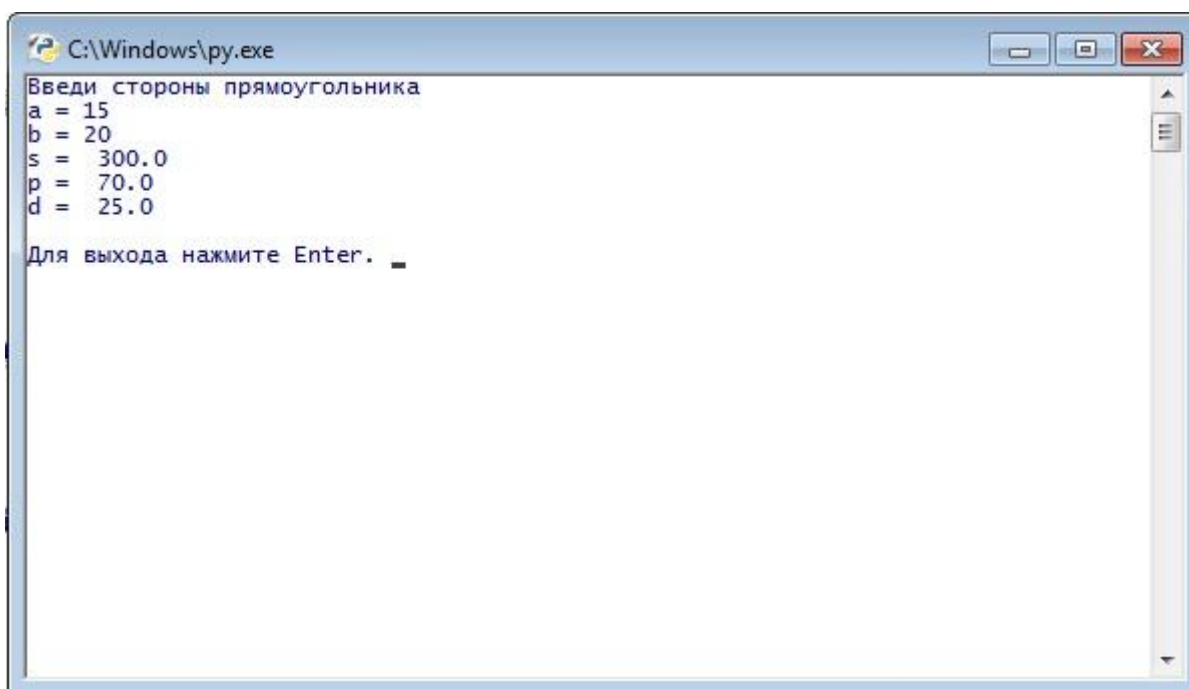 C:\Windows\py.exe
Введи стороны прямоугольника
a = 15
b = 20
s =  300.0
p =  70.0
d =  25.0
Для выхода нажмите Enter. _